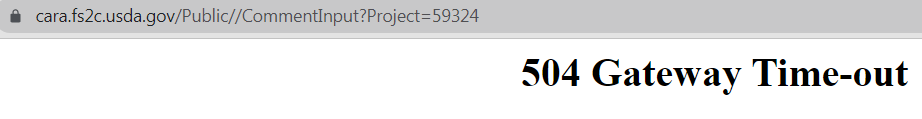 cara.fs2c.usda.gov/Public//CommentInput?Project=59324
504 Gateway Time-out